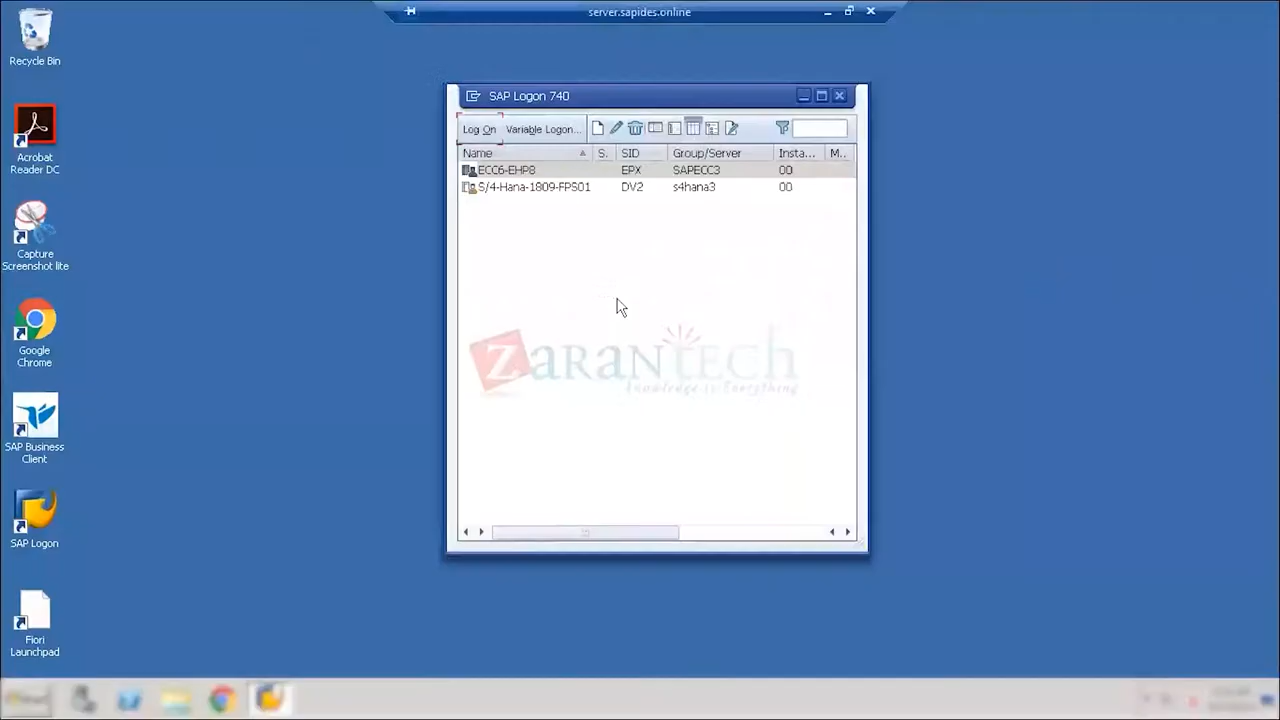 server.sapides.online
Recycle Bin
Acrobat
Reader DC
Capture
Screenshot lite
Google
Chrome
SAP Business
Client
SAP Logon
Fiori
Launchpad
SAP Logon 740
Log On Variable Logon...
Name S. SID Group/Server Insta... M..
ECC6-EHP8 EPX SAPECC3 00
S/4-Hana-1809-FPS01 DV2 s4hana3 00
ZaranTech
Knowledge is Everything